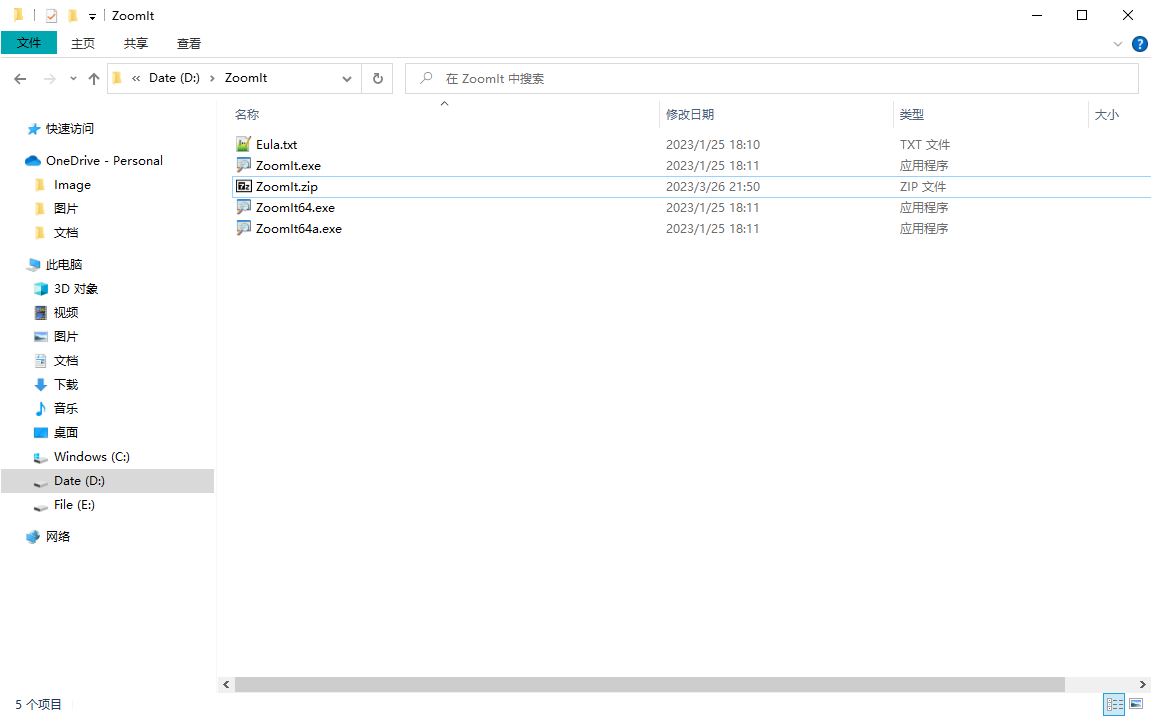 ZoomIt
文件 主页 共享 查看
« Date (D:) › ZoomIt
在 ZoomIt 中搜索
名称 修改日期 类型 大小
Eula.txt 2023/1/25 18:10 TXT 文件
ZoomIt.exe 2023/1/25 18:11 应用程序
ZoomIt.zip 2023/3/26 21:50 ZIP 文件
ZoomIt64.exe 2023/1/25 18:11 应用程序
ZoomIt64a.exe 2023/1/25 18:11 应用程序
快速访问
OneDrive - Personal
Image
图片
文档
此电脑
3D 对象
视频
图片
文档
下载
音乐
桌面
Windows (C:)
Date (D:)
File (E:)
网络
5 个项目